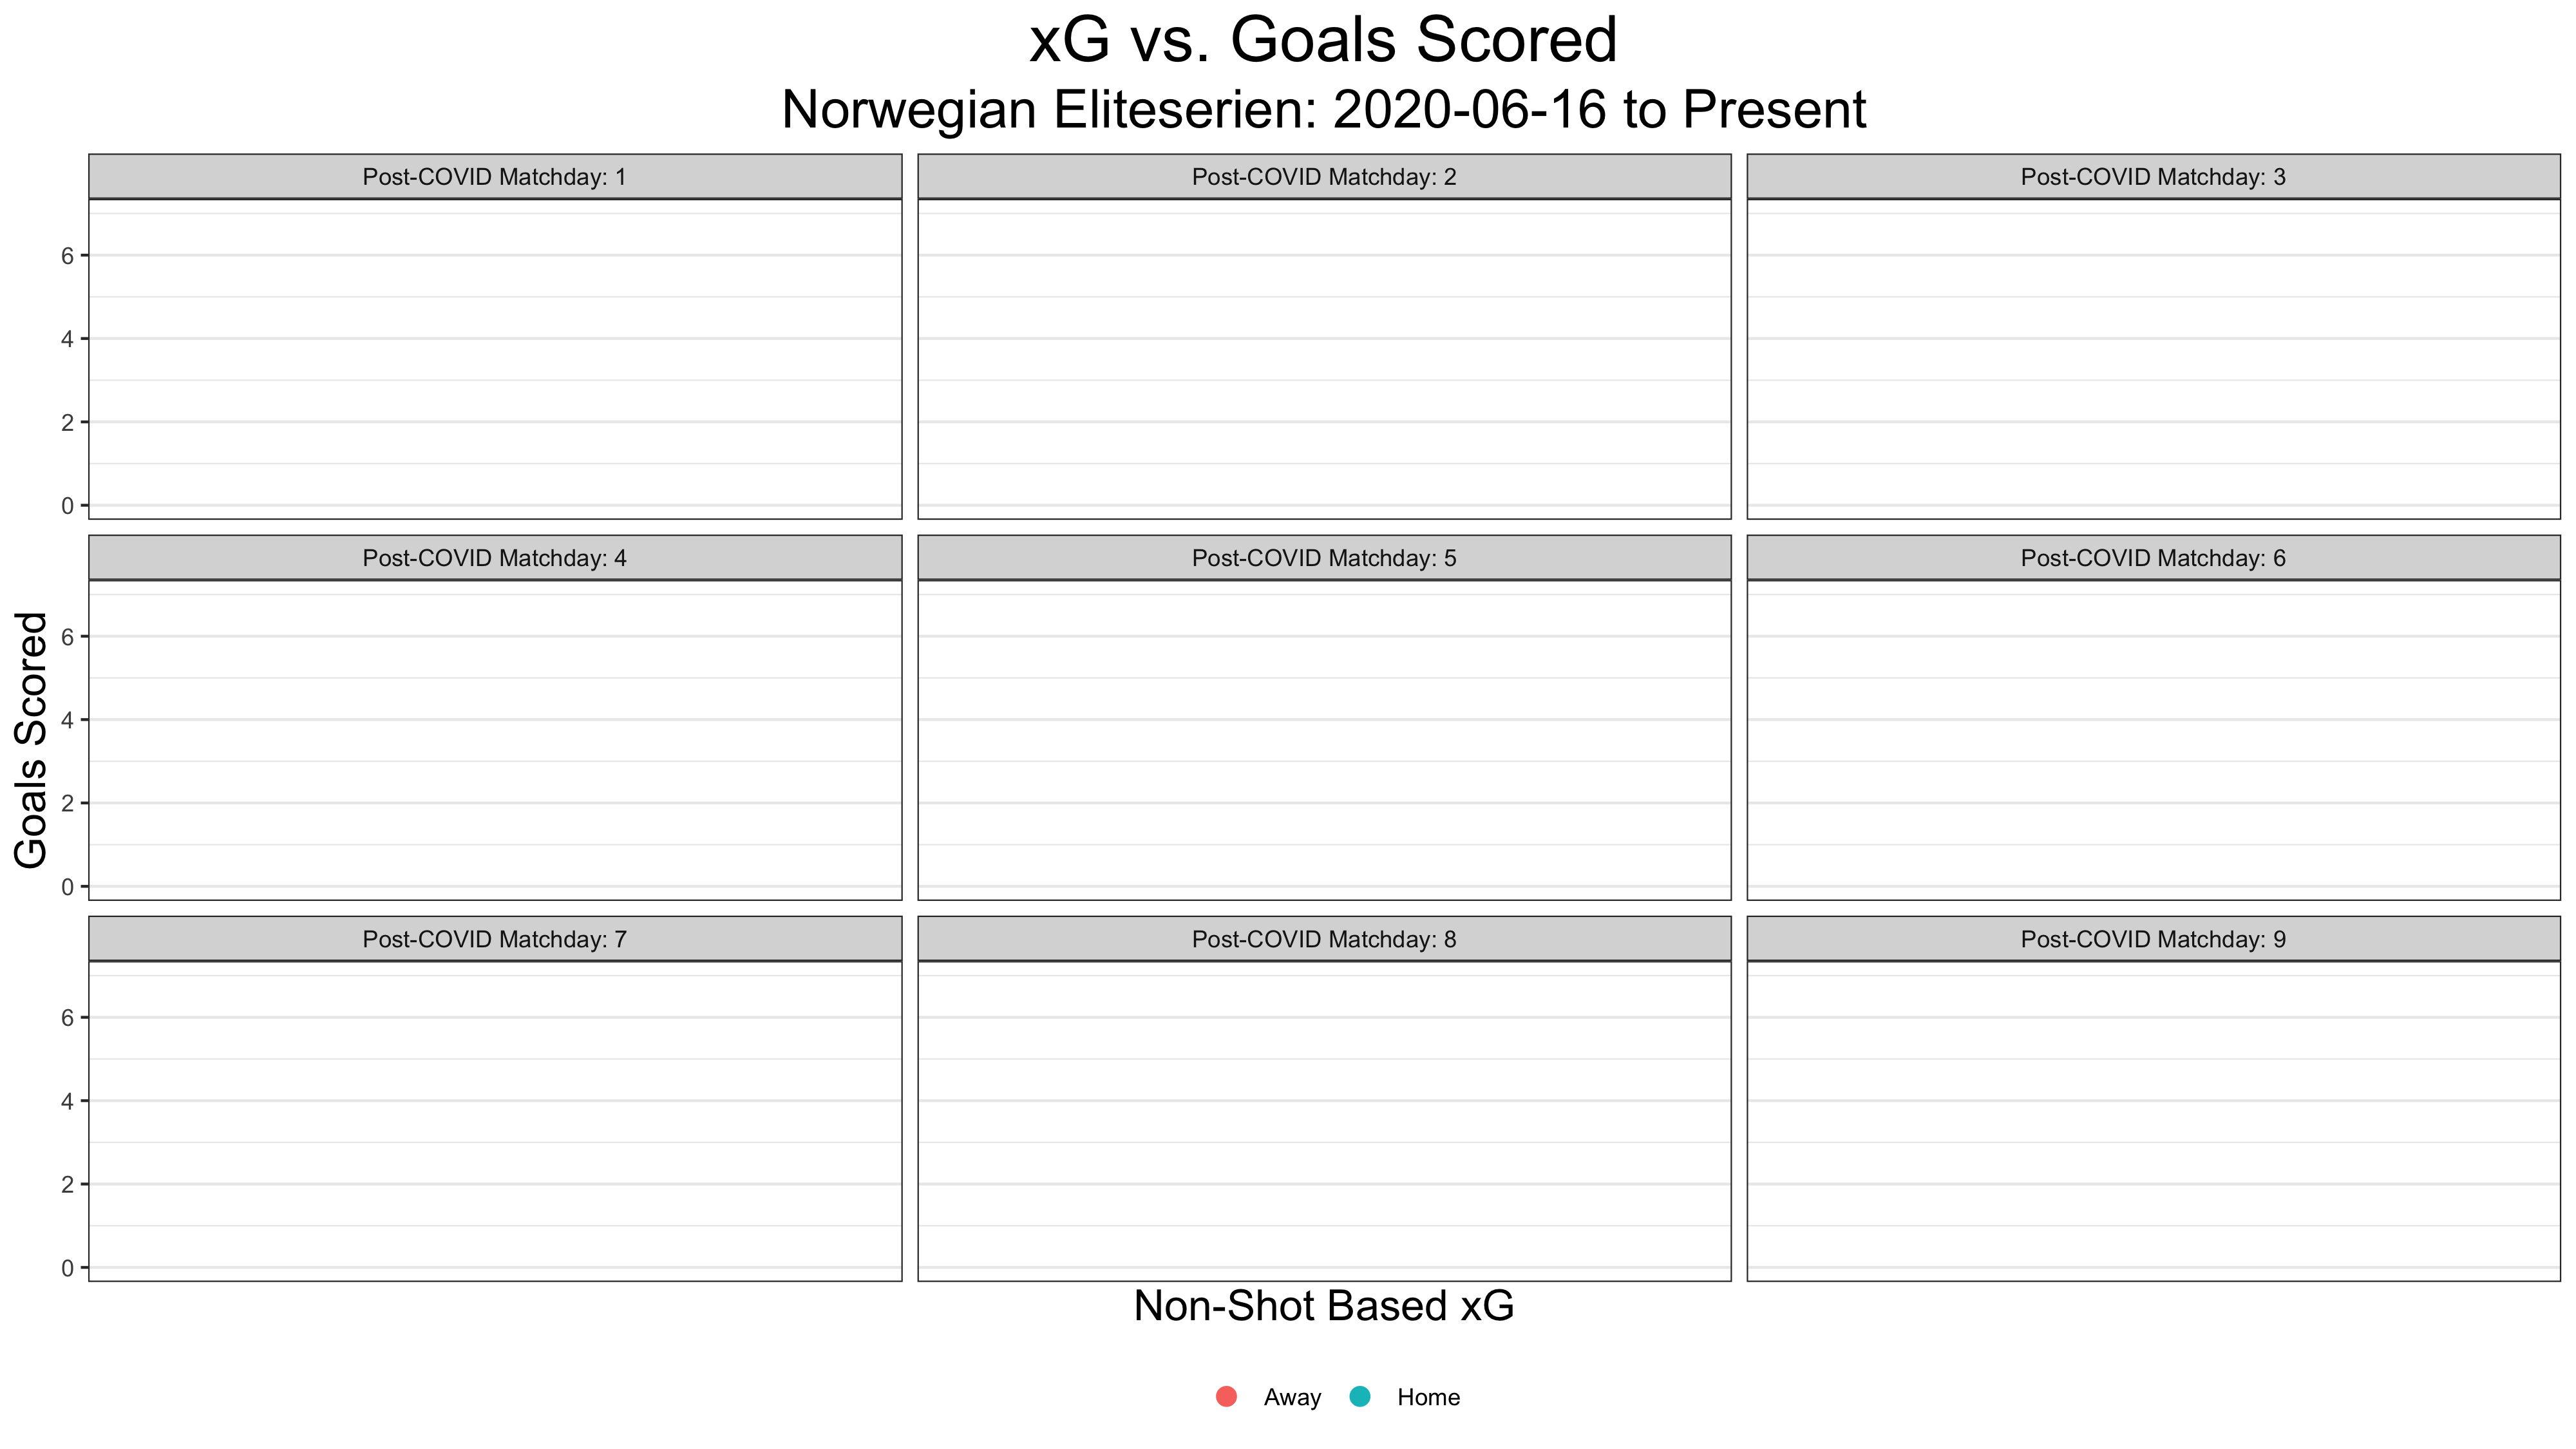 xG vs. Goals Scored
Norwegian Eliteserien: 2020-06-16 to Present
Post-COVID Matchday: 1
Post-COVID Matchday: 2
Post-COVID Matchday: 3
6
4
2
0
Post-COVID Matchday: 4
Post-COVID Matchday: 5
Post-COVID Matchday: 6
Goals Scored
6
4
2
0
Post-COVID Matchday: 7
Post-COVID Matchday: 8
Post-COVID Matchday: 9
6
4
2
0
Non-Shot Based xG
Away
Home